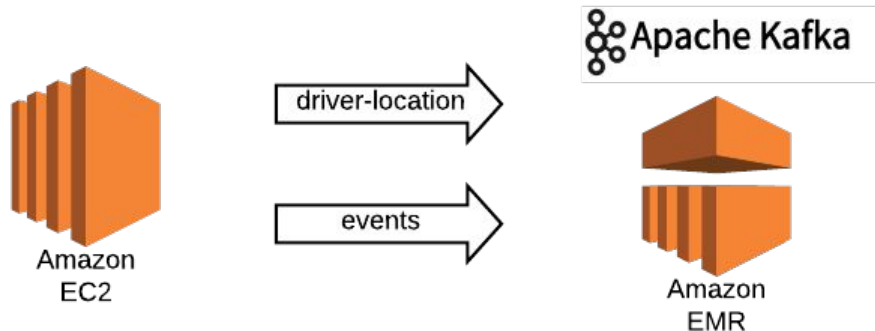 Apache Kafka
driver-location
events
Amazon
EC2
Amazon
EMR